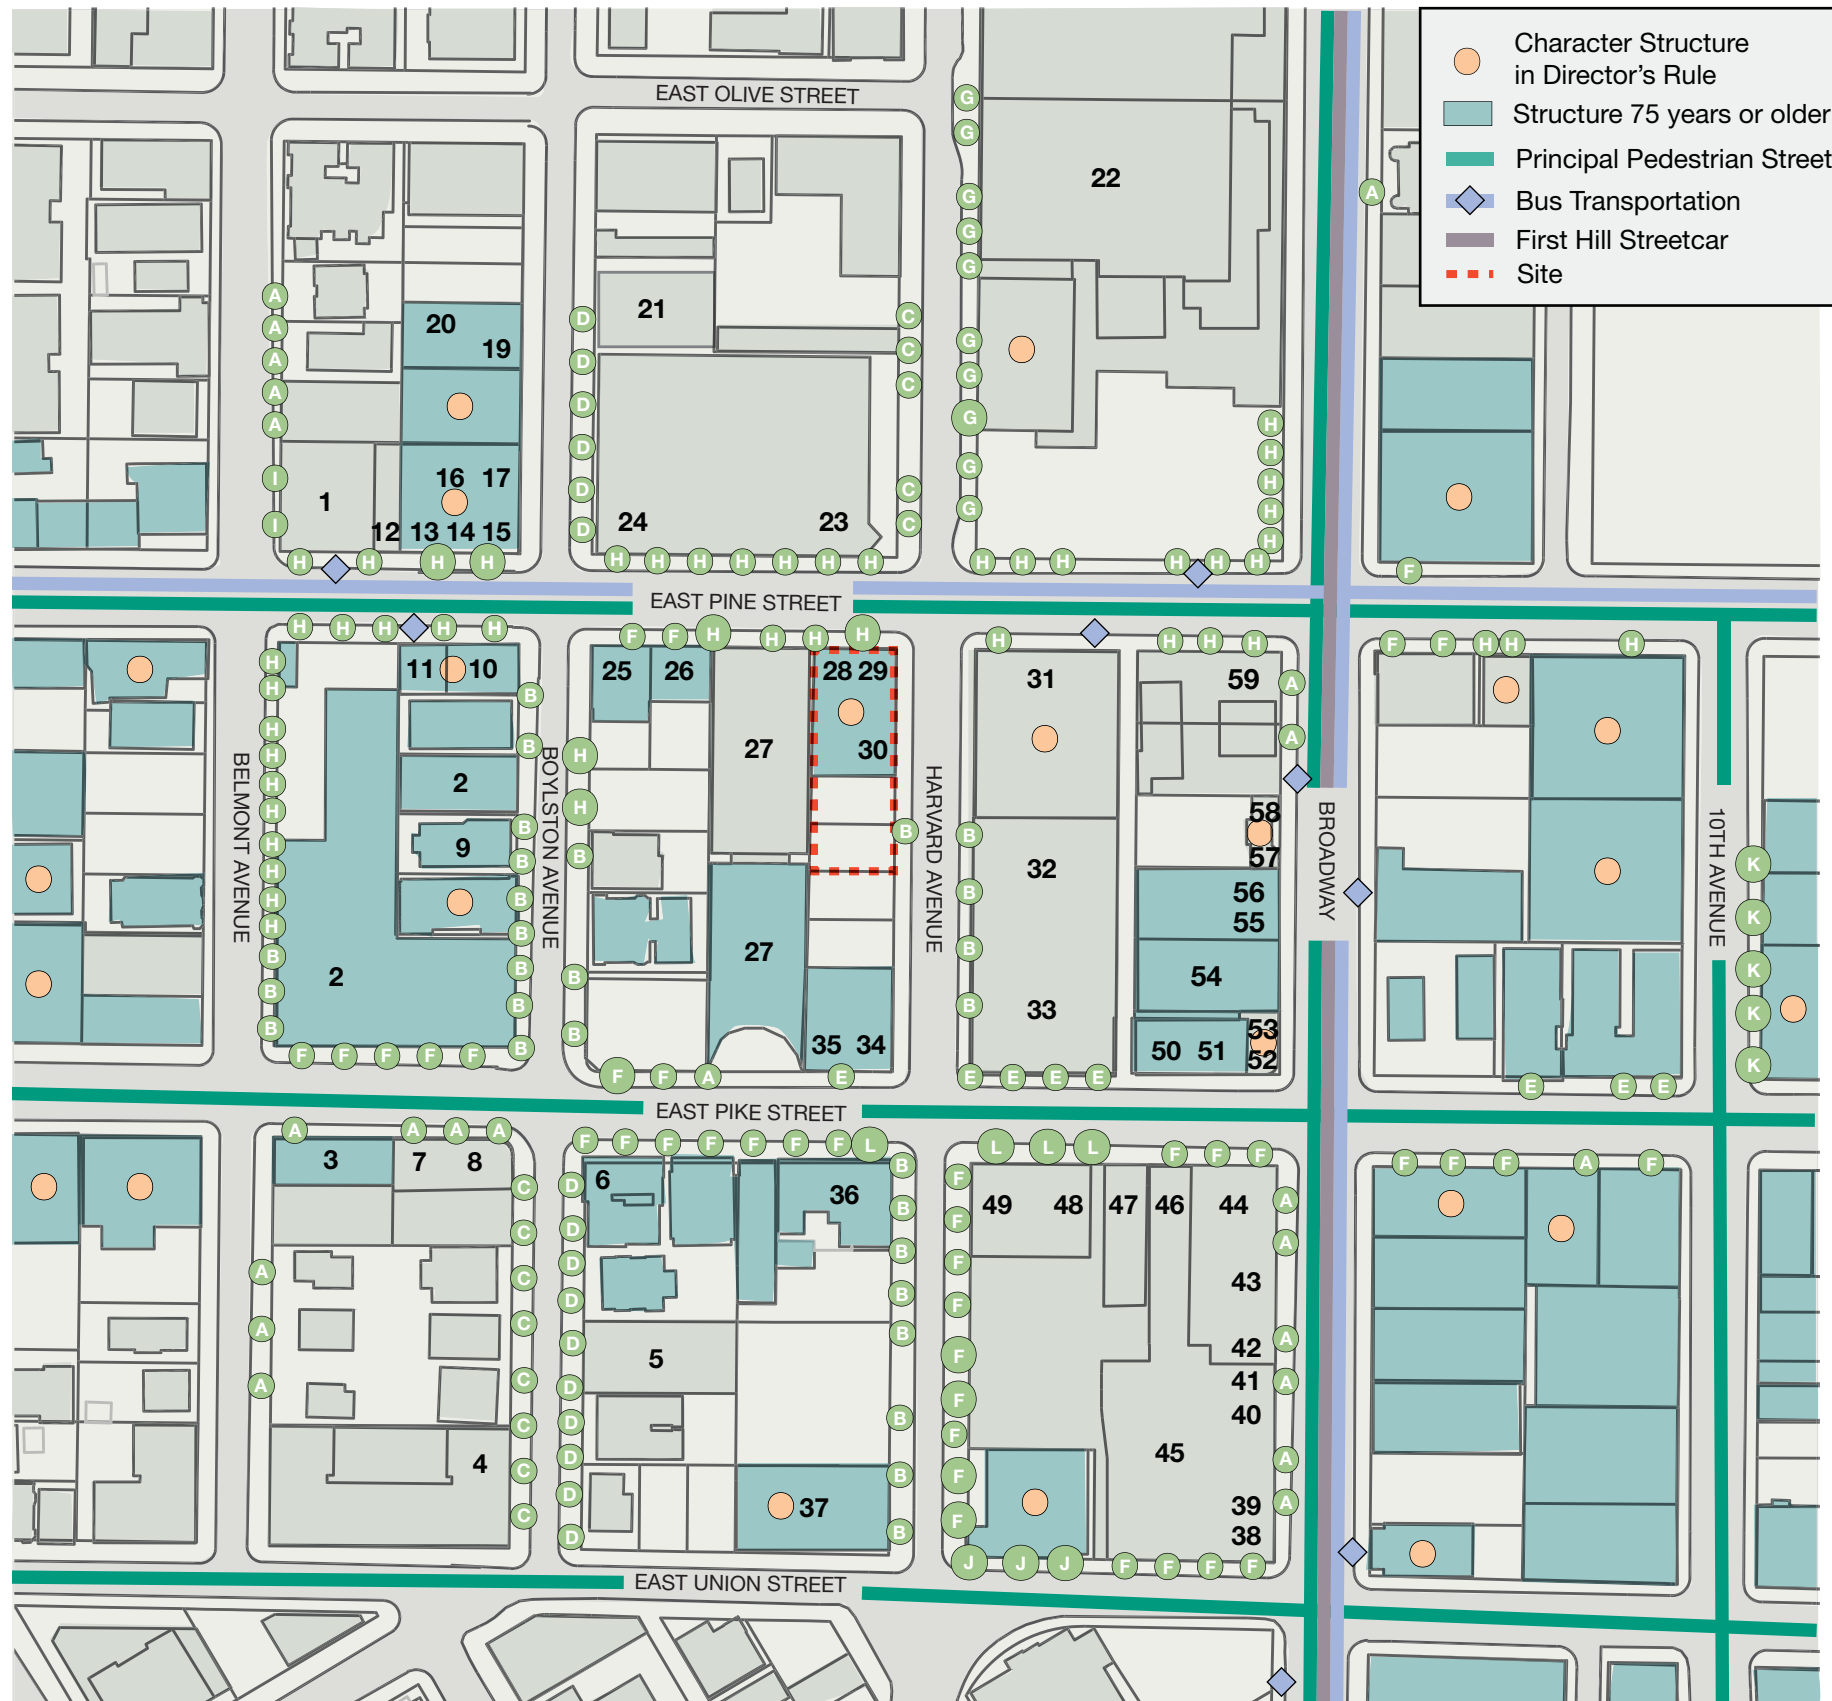 Character Structure
in Director's Rule
Structure 75 years or older
Principal Pedestrian Street
Bus Transportation
First Hill Streetcar
Site
EAST OLIVE STREET
G
G
22
A
G
G
G
A
A
A
A
A
I
I
20
19
1
16 17
12 13 14 15
D
D
D
D
D
D
21
24
23
C
C
C
C
C
G
G
G
G
G
H
H
H
H
H
H H H H
H H H H H H H
H H H H H H
F
EAST PINE STREET
H H H H H
F F H H H H
H H H H
F F H H H
H
H
H
H
H
H
H
H
H
H
B
B
B
11 10
2
9
2
B
B
B
B
B
B
B
B
B
BELMONT AVENUE
BOYLSTON AVENUE
H
H
B
B
B
25 26
27
28 29
30
27
35 34
B
HARVARD AVENUE
B
B
B
B
31
32
33
59
58
57
56
55
54
53
50 51 52
A
A
BROADWAY
10TH AVENUE
K
K
K
K
K
F F F F F
F F A E
E E E E
E E E
EAST PIKE STREET
A A A A
F F F F F F F L
L L L F F F
F F F A F
3 7 8
A
A
A
4
C
C
C
C
C
C
C
C
D
D
D
D
D
D
D
D
D
D
6
36
5
37
B
B
B
B
B
B
B
B
F
F
F
F
F
F
F
F
F
49 48 47 46 44
43
42
41
40
45
39
38
A
A
A
A
A
A
J J J F F F F
EAST UNION STREET